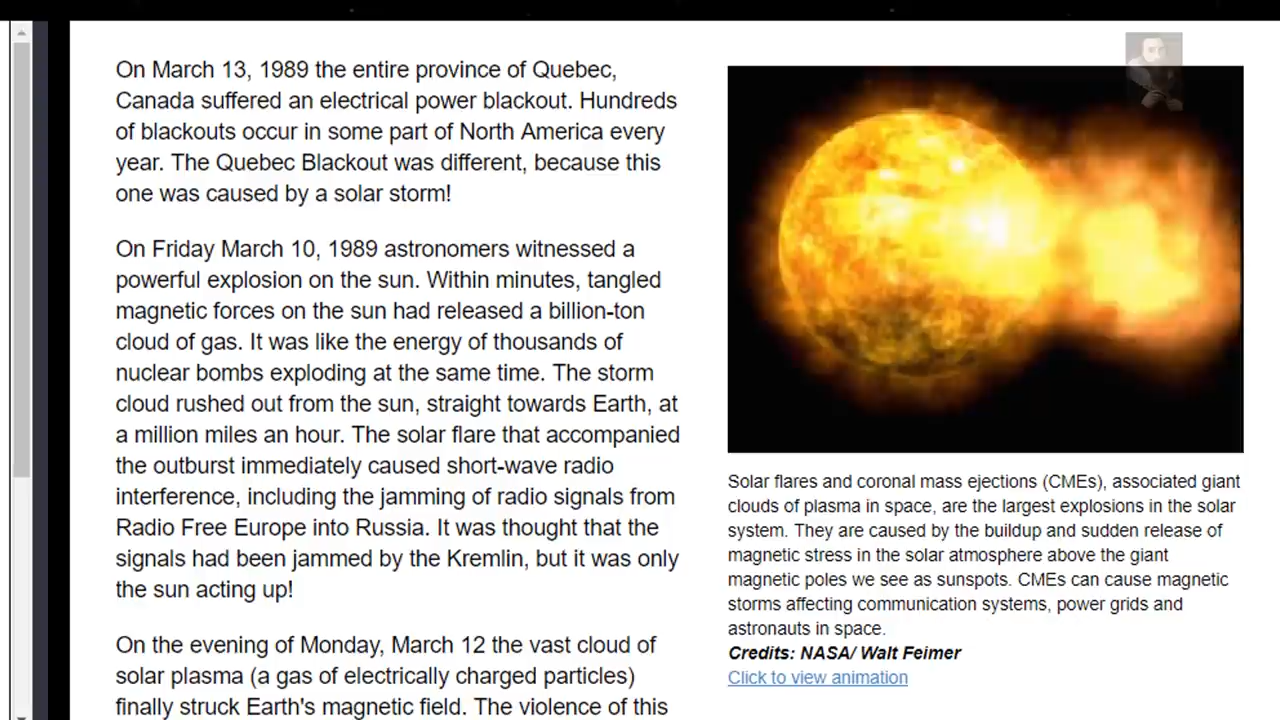 On March 13, 1989 the entire province of Quebec,
Canada suffered an electrical power blackout. Hundreds
of blackouts occur in some part of North America every
year. The Quebec Blackout was different, because this
one was caused by a solar storm!
On Friday March 10, 1989 astronomers witnessed a
powerful explosion on the sun. Within minutes, tangled
magnetic forces on the sun had released a billion-ton
cloud of gas. It was like the energy of thousands of
nuclear bombs exploding at the same time. The storm
cloud rushed out from the sun, straight towards Earth, at
a million miles an hour. The solar flare that accompanied
the outburst immediately caused short-wave radio
interference, including the jamming of radio signals from
Radio Free Europe into Russia. It was thought that the
signals had been jammed by the Kremlin, but it was only
the sun acting up!
On the evening of Monday, March 12 the vast cloud of
solar plasma (a gas of electrically charged particles)
finally struck Earth's magnetic field. The violence of this
Solar flares and coronal mass ejections (CMEs), associated giant
clouds of plasma in space, are the largest explosions in the solar
system. They are caused by the buildup and sudden release of
magnetic stress in the solar atmosphere above the giant
magnetic poles we see as sunspots. CMEs can cause magnetic
storms affecting communication systems, power grids and
astronauts in space.
Credits: NASA/ Walt Feimer
Click to view animation